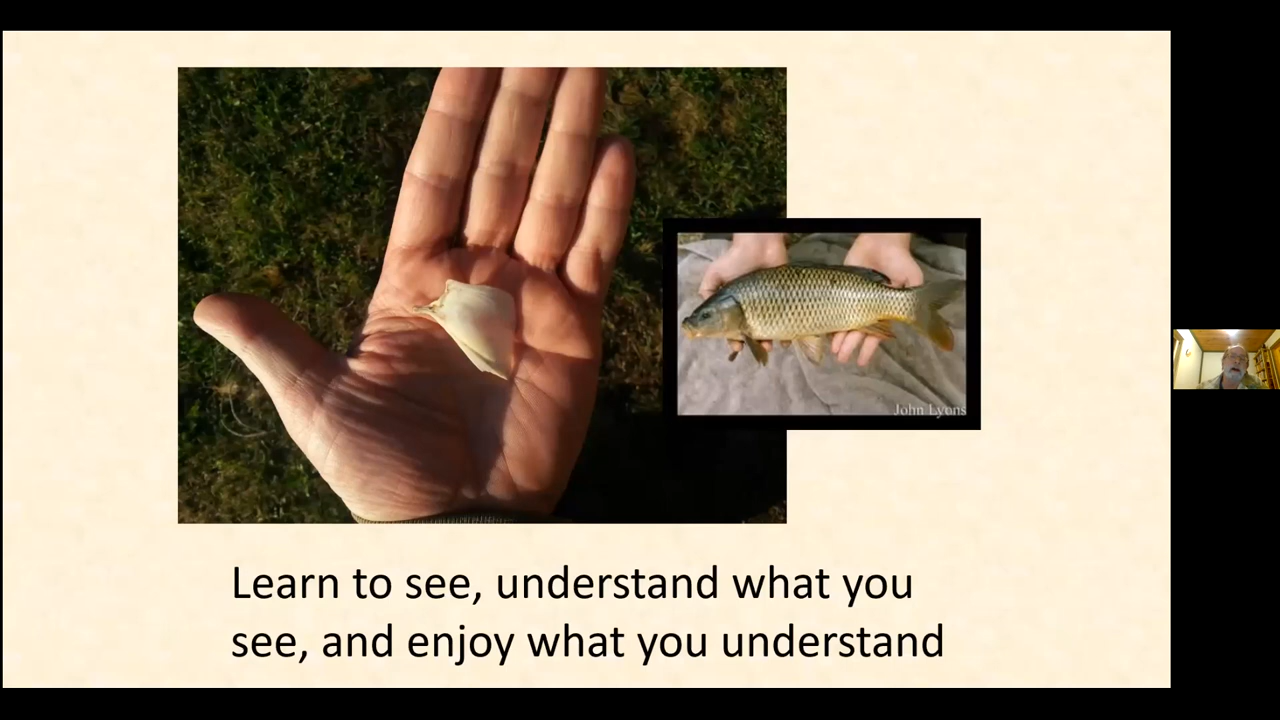 John Lyons
Learn to see, understand what you
see, and enjoy what you understand